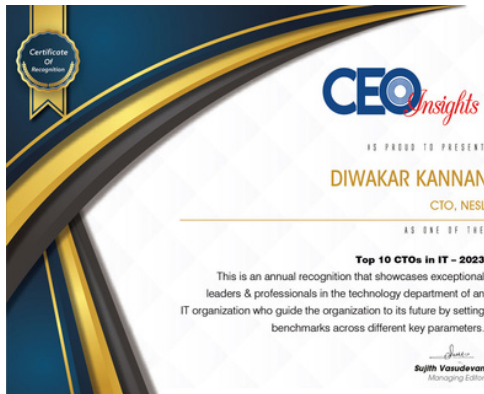 Certificate
Of
Recognition
CEO Insights
IS PROUD TO PRESENT
DIWAKAR KANNAN
CTO, NESL
AS ONE OF THE
Top 10 CTOs in IT – 2023
This is an annual recognition that showcases exceptional
leaders & professionals in the technology department of an
IT organization who guide the organization to its future by setting
benchmarks across different key parameters.
Sujith Vasudevan
Managing Editor